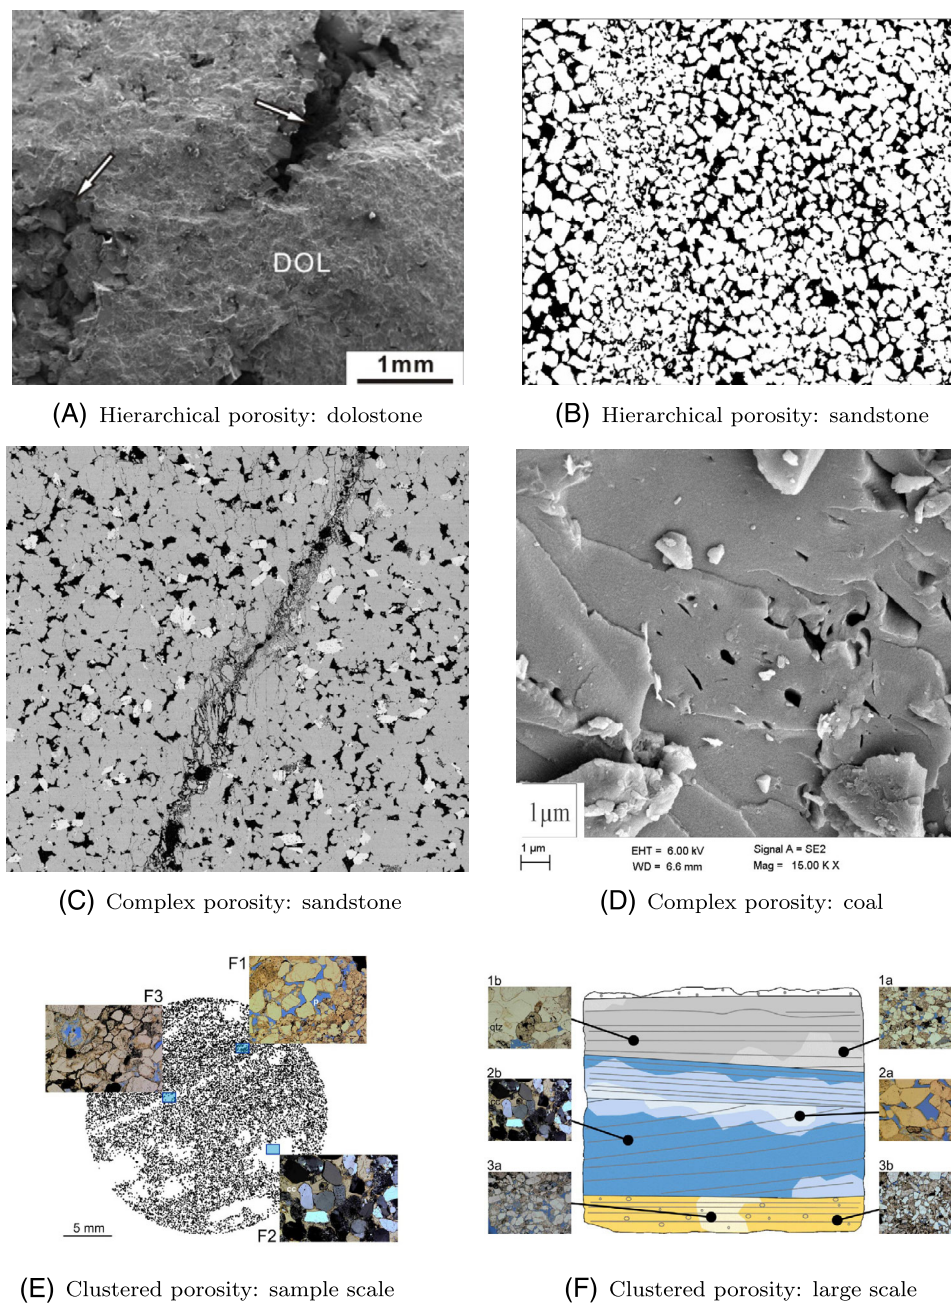 DOL
1mm
(A) Hierarchical porosity: dolostone
(B) Hierarchical porosity: sandstone
(C) Complex porosity: sandstone
1μm
1 μm
EHT = 6.00 kV
Signal A = SE2
WD = 6.6 mm
Mag = 15.00 K X
(D) Complex porosity: coal
F1
F3
p
cc
F2
5 mm
(E) Clustered porosity: sample scale
1b
1a
qtz
2b
2a
3a
3b
(F) Clustered porosity: large scale